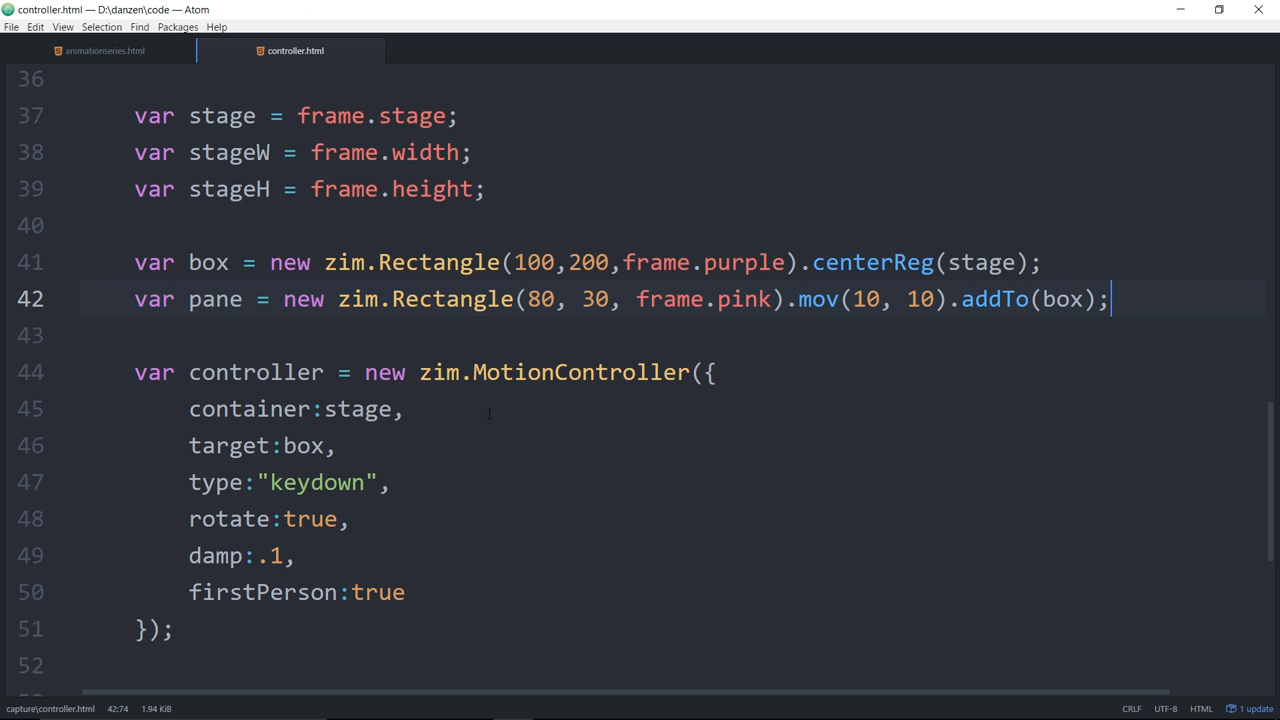 controller.html — D:\danzen\code — Atom
File Edit View Selection Find Packages Help
animationseries.html controller.html
36
37 var stage = frame.stage;
38 var stageW = frame.width;
39 var stageH = frame.height;
40
41 var box = new zim.Rectangle(100,200,frame.purple).centerReg(stage);
42 var pane = new zim.Rectangle(80, 30, frame.pink).mov(10, 10).addTo(box);
43
44 var controller = new zim.MotionController({
45 container:stage,
46 target:box,
47 type:"keydown",
48 rotate:true,
49 damp:.1,
50 firstPerson:true
51 });
52
capture\controller.html 42:74 1.94 KiB CRLF UTF-8 HTML 1 update